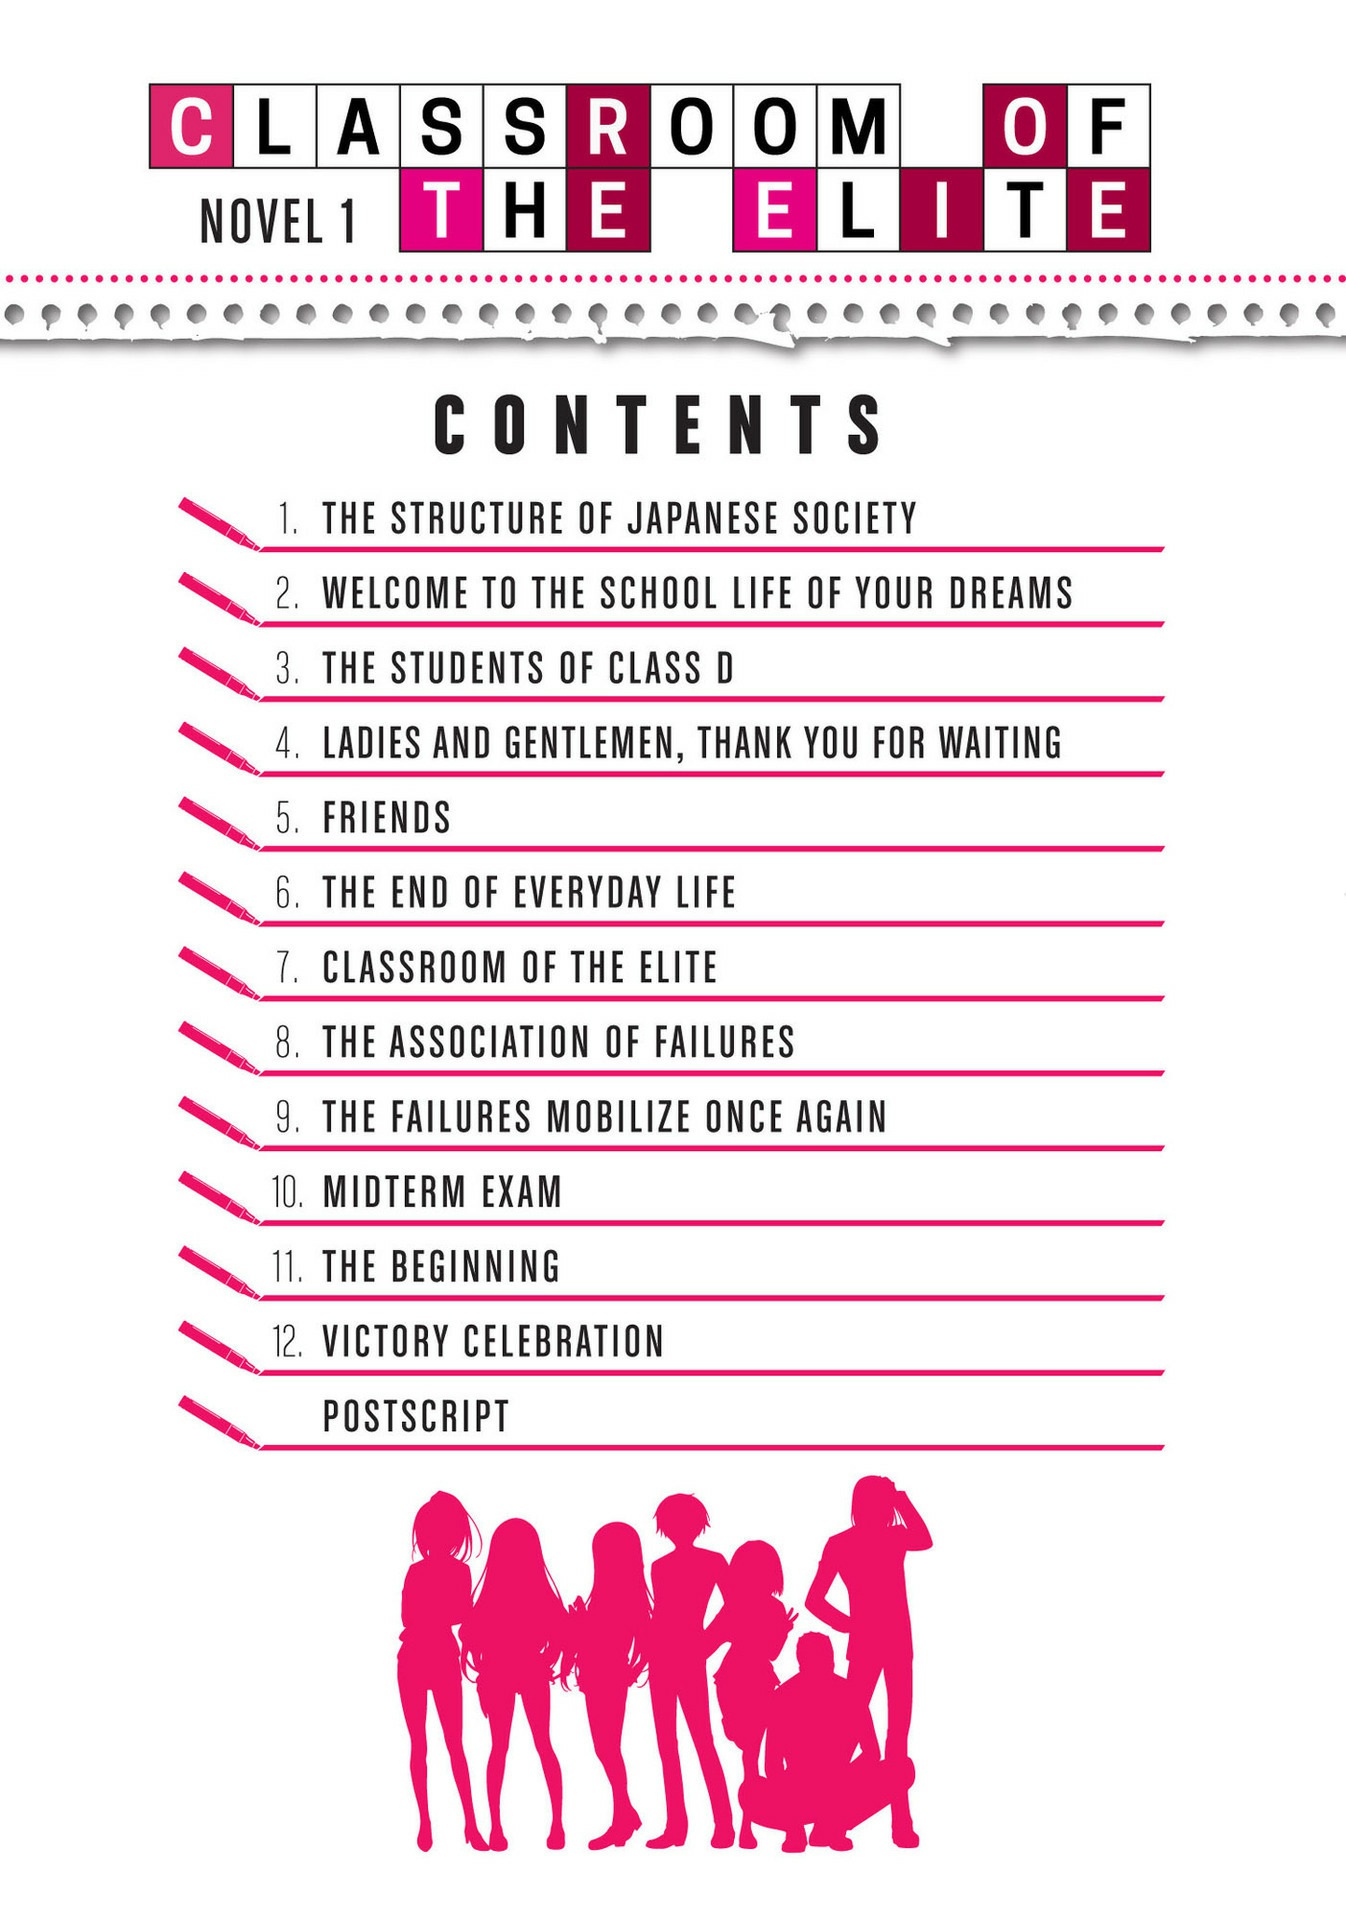 CLASSROOM OF
THE ELITE
NOVEL 1
CONTENTS
1. THE STRUCTURE OF JAPANESE SOCIETY
2. WELCOME TO THE SCHOOL LIFE OF YOUR DREAMS
3. THE STUDENTS OF CLASS D
4. LADIES AND GENTLEMEN, THANK YOU FOR WAITING
5. FRIENDS
6. THE END OF EVERYDAY LIFE
7. CLASSROOM OF THE ELITE
8. THE ASSOCIATION OF FAILURES
9. THE FAILURES MOBILIZE ONCE AGAIN
10. MIDTERM EXAM
11. THE BEGINNING
12. VICTORY CELEBRATION
POSTSCRIPT